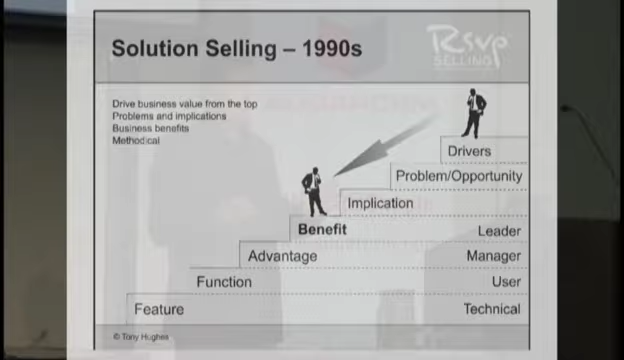 Solution Selling – 1990s
Rsvp
SELLING
Drive business value from the top
Problems and implications
Business benefits
Methodical
Drivers
Problem/Opportunity
Implication
Benefit
Leader
Advantage
Manager
Function
User
Feature
Technical
© Tony Hughes